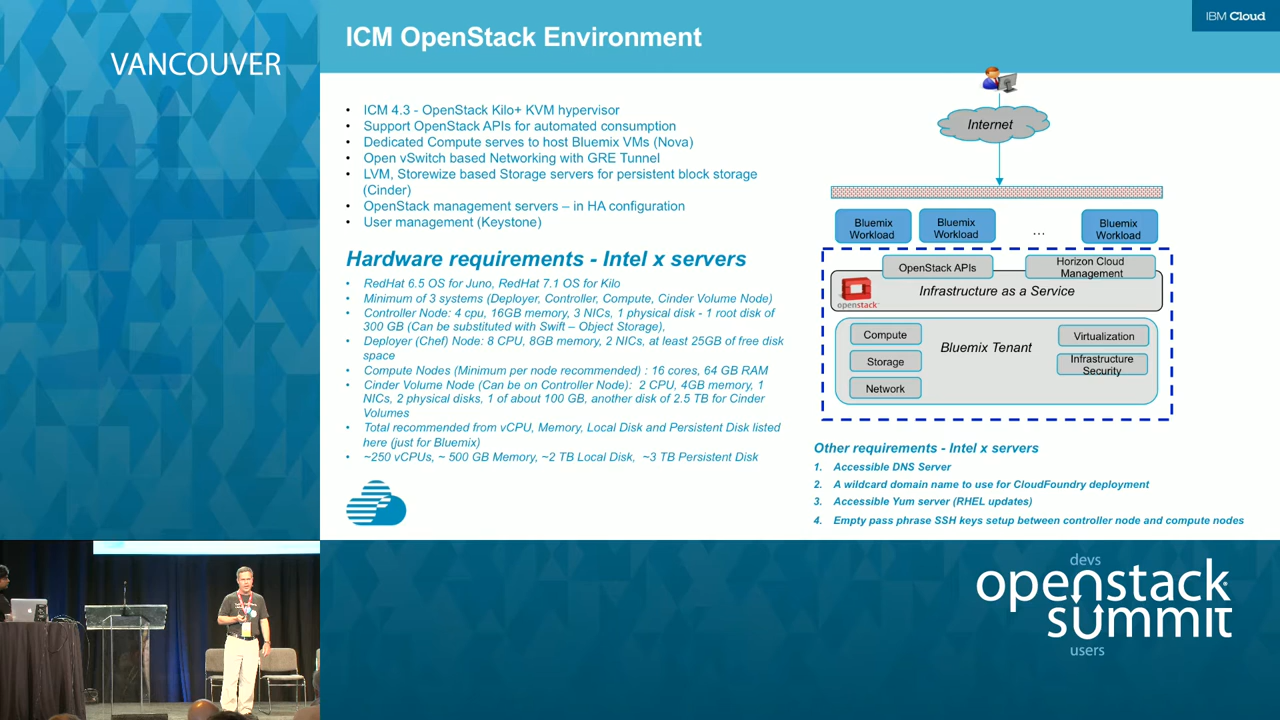 VANCOUVER
ICM OpenStack Environment
IBM Cloud
• ICM 4.3 - OpenStack Kilo+ KVM hypervisor
• Support OpenStack APIs for automated consumption
• Dedicated Compute serves to host Bluemix VMs (Nova)
• Open vSwitch based Networking with GRE Tunnel
• LVM, Storewize based Storage servers for persistent block storage
(Cinder)
• OpenStack management servers – in HA configuration
• User management (Keystone)
Hardware requirements - Intel x servers
• RedHat 6.5 OS for Juno, RedHat 7.1 OS for Kilo
• Minimum of 3 systems (Deployer, Controller, Compute, Cinder Volume Node)
• Controller Node: 4 cpu, 16GB memory, 3 NICs, 1 physical disk - 1 root disk of
300 GB (Can be substituted with Swift – Object Storage),
• Deployer (Chef) Node: 8 CPU, 8GB memory, 2 NICs, at least 25GB of free disk
space
• Compute Nodes (Minimum per node recommended) : 16 cores, 64 GB RAM
• Cinder Volume Node (Can be on Controller Node): 2 CPU, 4GB memory, 1
NICs, 2 physical disks, 1 of about 100 GB, another disk of 2.5 TB for Cinder
Volumes
• Total recommended from vCPU, Memory, Local Disk and Persistent Disk listed
here (just for Bluemix)
• ~250 vCPUs, ~ 500 GB Memory, ~2 TB Local Disk, ~3 TB Persistent Disk
Internet
Bluemix
Workload
Bluemix
Workload
...
Bluemix
Workload
OpenStack APIs
Horizon Cloud
Management
openstack
Infrastructure as a Service
Compute
Storage
Network
Bluemix Tenant
Virtualization
Infrastructure
Security
Other requirements - Intel x servers
1. Accessible DNS Server
2. A wildcard domain name to use for CloudFoundry deployment
3. Accessible Yum server (RHEL updates)
4. Empty pass phrase SSH keys setup between controller node and compute nodes
devs
openstack
summit
users